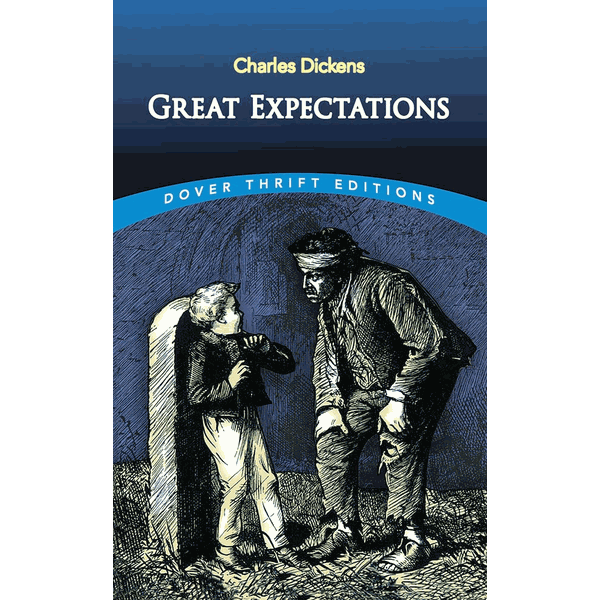 Charles Dickens
GREAT EXPECTATIONS
DOVER THRIFT EDITIONS